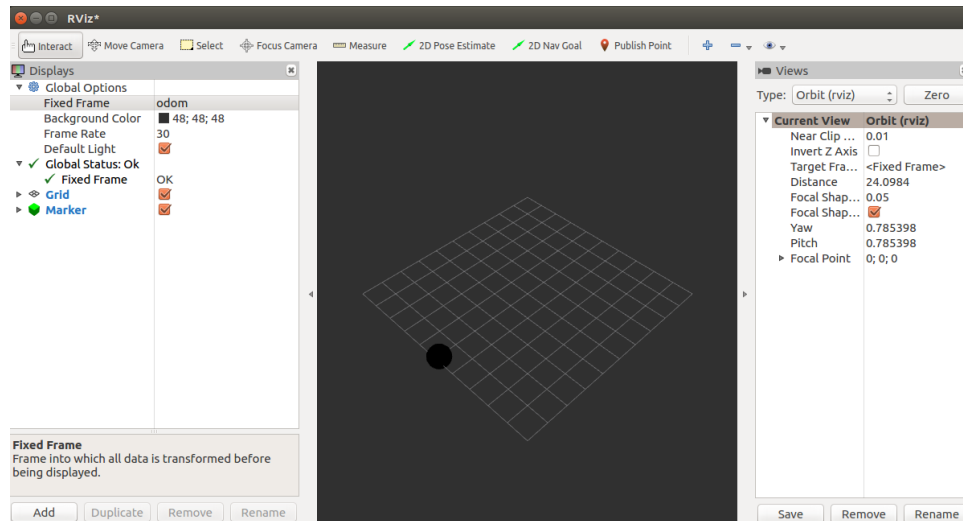 RViz*
Interact Move Camera Select Focus Camera Measure 2D Pose Estimate 2D Nav Goal Publish Point
Displays
Global Options
Fixed Frame odom
Background Color 48; 48; 48
Frame Rate 30
Default Light
Global Status: Ok
Fixed Frame OK
Grid
Marker
Fixed Frame
Frame into which all data is transformed before
being displayed.
Add Duplicate Remove Rename
Views
Type: Orbit (rviz) Zero
Current View Orbit (rviz)
Near Clip ... 0.01
Invert Z Axis
Target Fra... <Fixed Frame>
Distance 24.0984
Focal Shap... 0.05
Focal Shap...
Yaw 0.785398
Pitch 0.785398
Focal Point 0; 0; 0
Save Remove Rename